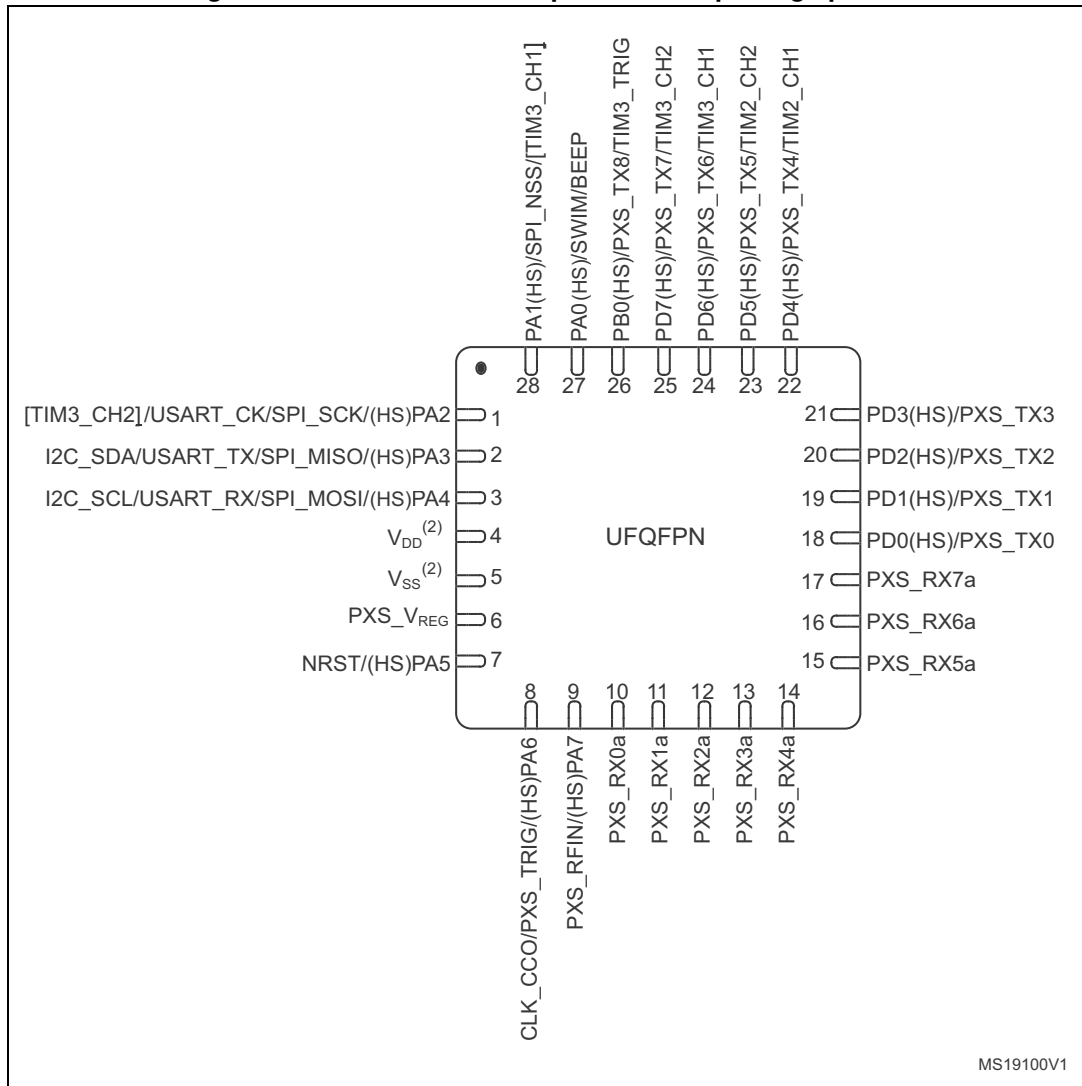 PA1(HS)/SPI_NSS/[TIM3_CH1]
PA0(HS)/SWIM/BEEP
PB0(HS)/PXS_TX8/TIM3_TRIG
PD7(HS)/PXS_TX7/TIM3_CH2
PD6(HS)/PXS_TX6/TIM3_CH1
PD5(HS)/PXS_TX5/TIM2_CH2
PD4(HS)/PXS_TX4/TIM2_CH1
28 27 26 25 24 23 22
[TIM3_CH2]/USART_CK/SPI_SCK/(HS)PA2 1
I2C_SDA/USART_TX/SPI_MISO/(HS)PA3 2
I2C_SCL/USART_RX/SPI_MOSI/(HS)PA4 3
VDD(2) 4
VSS(2) 5
PXS_VREG 6
NRST/(HS)PA5 7
UFQFPN
21 PD3(HS)/PXS_TX3
20 PD2(HS)/PXS_TX2
19 PD1(HS)/PXS_TX1
18 PD0(HS)/PXS_TX0
17 PXS_RX7a
16 PXS_RX6a
15 PXS_RX5a
8 9 10 11 12 13 14
CLK_CCO/PXS_TRIG/(HS)PA6
PXS_RFIN/(HS)PA7
PXS_RX0a
PXS_RX1a
PXS_RX2a
PXS_RX3a
PXS_RX4a
MS19100V1